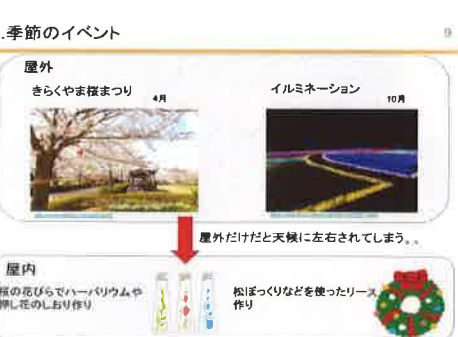 .季節のイベント
9
屋外
きらくやま桜まつり
4月
イルミネーション
10月
屋外だけだと天候に左右されてしまう。。
屋内
桜の花びらでハーバリウムや
押し花のしおり作り
松ぼっくりなどを使ったリース
作り